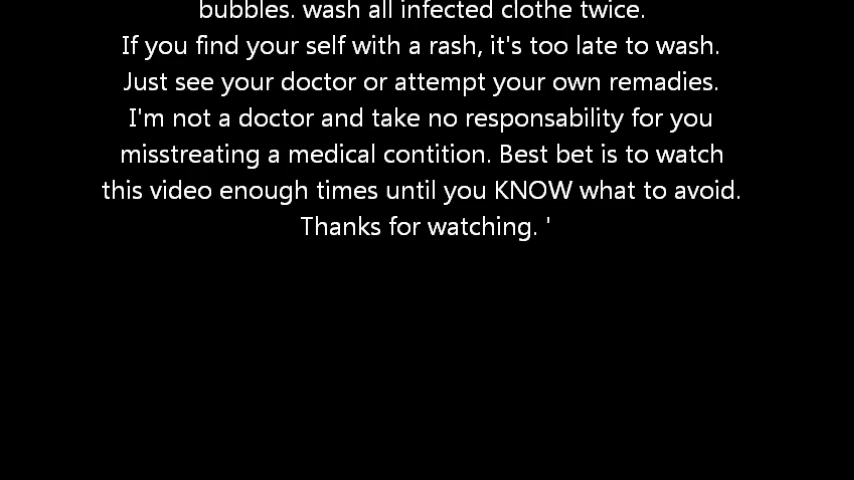 bubbles. wash all infected clothe twice.
If you find your self with a rash, it's too late to wash.
Just see your doctor or attempt your own remadies.
I'm not a doctor and take no responsability for you
misstreating a medical contition. Best bet is to watch
this video enough times until you KNOW what to avoid.
Thanks for watching. '